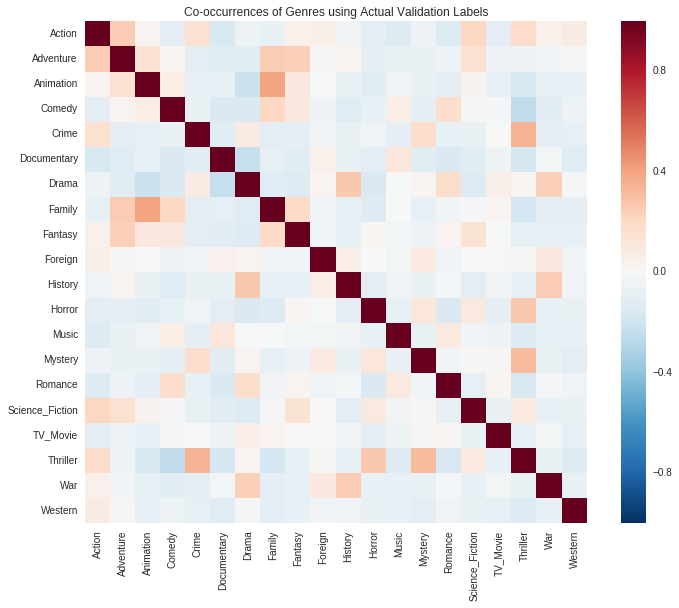 Co-occurrences of Genres using Actual Validation Labels
Action
Adventure
Animation
Comedy
Crime
Documentary
Drama
Family
Fantasy
Foreign
History
Horror
Music
Mystery
Romance
Science_Fiction
TV_Movie
Thriller
War
Western
Action
Adventure
Animation
Comedy
Crime
Documentary
Drama
Family
Fantasy
Foreign
History
Horror
Music
Mystery
Romance
Science_Fiction
TV_Movie
Thriller
War
Western
0.8
0.4
0.0
−0.4
−0.8